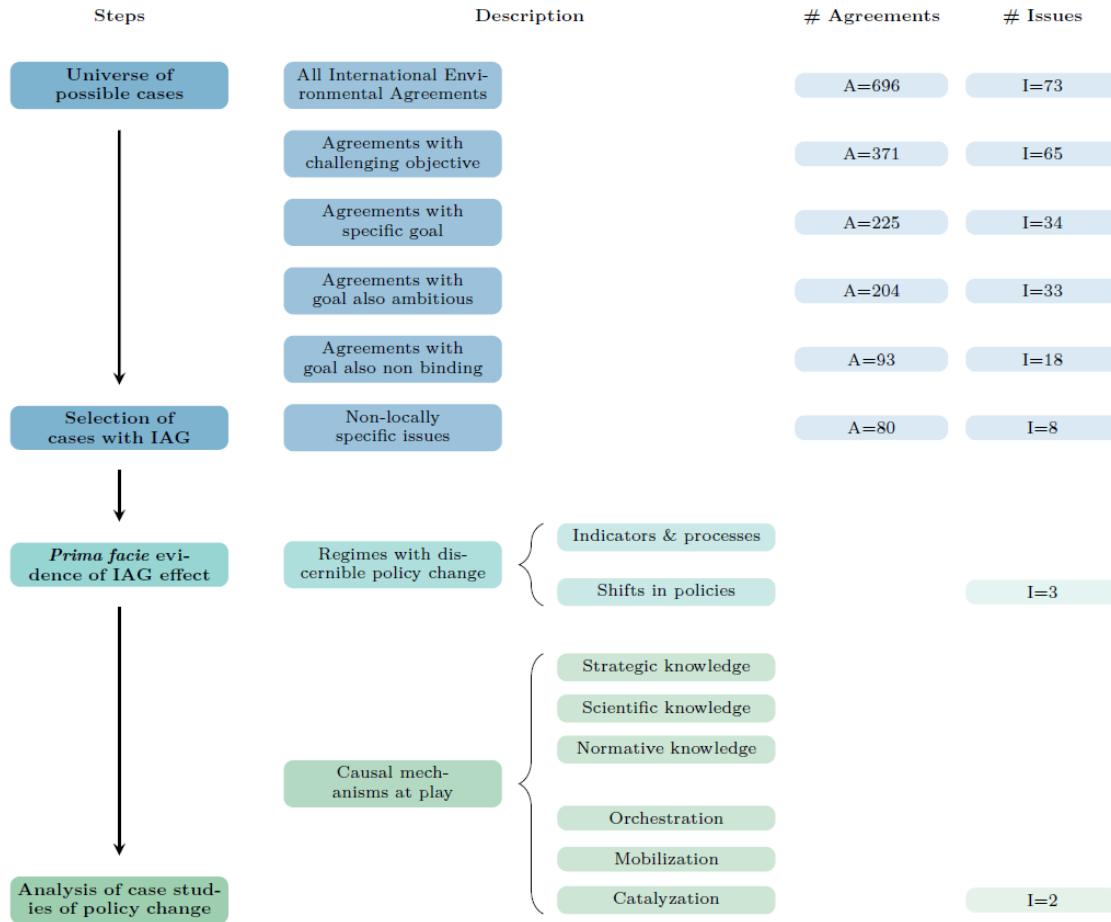 Steps
Description
# Agreements
# Issues
Universe of
possible cases
All International Envi-
ronmental Agreements
A=696
I=73
Agreements with
challenging objective
A=371
I=65
Agreements with
specific goal
A=225
I=34
Agreements with
goal also ambitious
A=204
I=33
Agreements with
goal also non binding
A=93
I=18
Selection of
cases with IAG
Non-locally
specific issues
A=80
I=8
Prima facie evi-
dence of IAG effect
Regimes with dis-
cernible policy change
Indicators & processes
Shifts in policies
I=3
Causal mech-
anisms at play
Strategic knowledge
Scientific knowledge
Normative knowledge
Orchestration
Mobilization
Catalyzation
Analysis of case stud-
ies of policy change
I=2